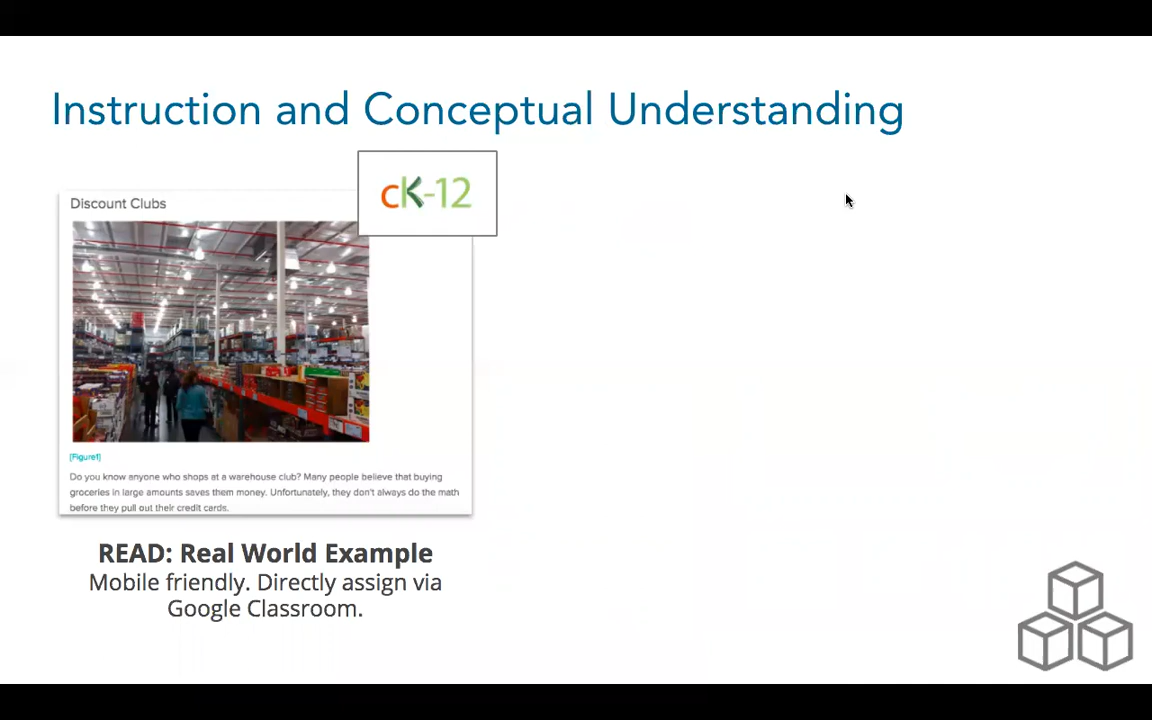 Instruction and Conceptual Understanding
cK-12
Discount Clubs
[Figure1]
Do you know anyone who shops at a warehouse club? Many people believe that buying
groceries in large amounts saves them money. Unfortunately, they don't always do the math
before they pull out their credit cards.
READ: Real World Example
Mobile friendly. Directly assign via
Google Classroom.